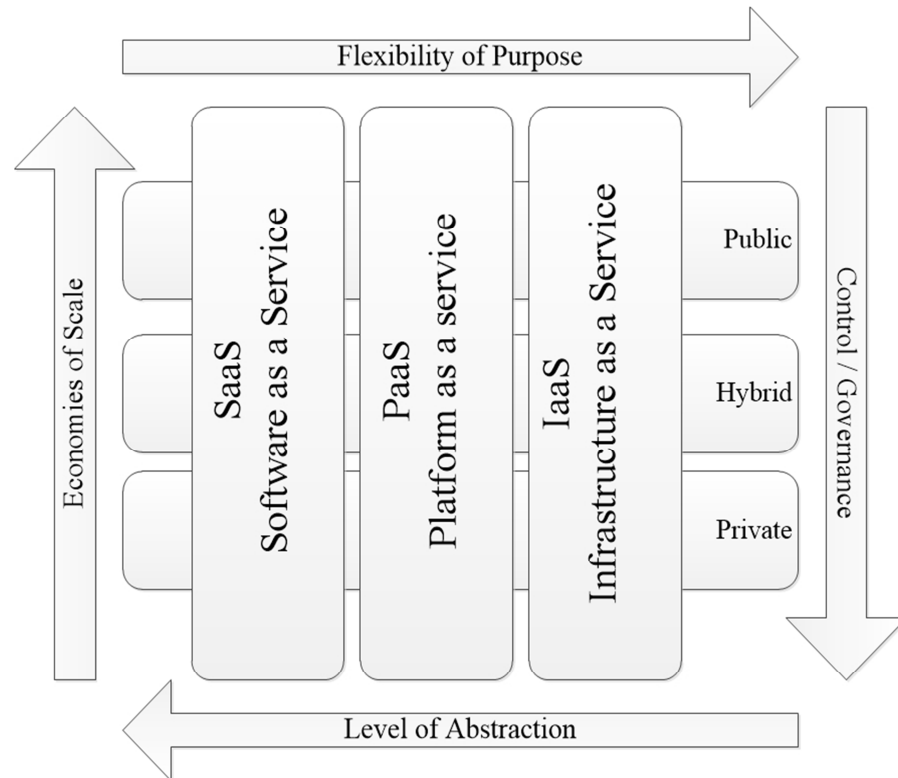 Flexibility of Purpose
Economies of Scale
SaaS
Software as a Service
PaaS
Platform as a service
IaaS
Infrastructure as a Service
Public
Hybrid
Private
Control / Governance
Level of Abstraction